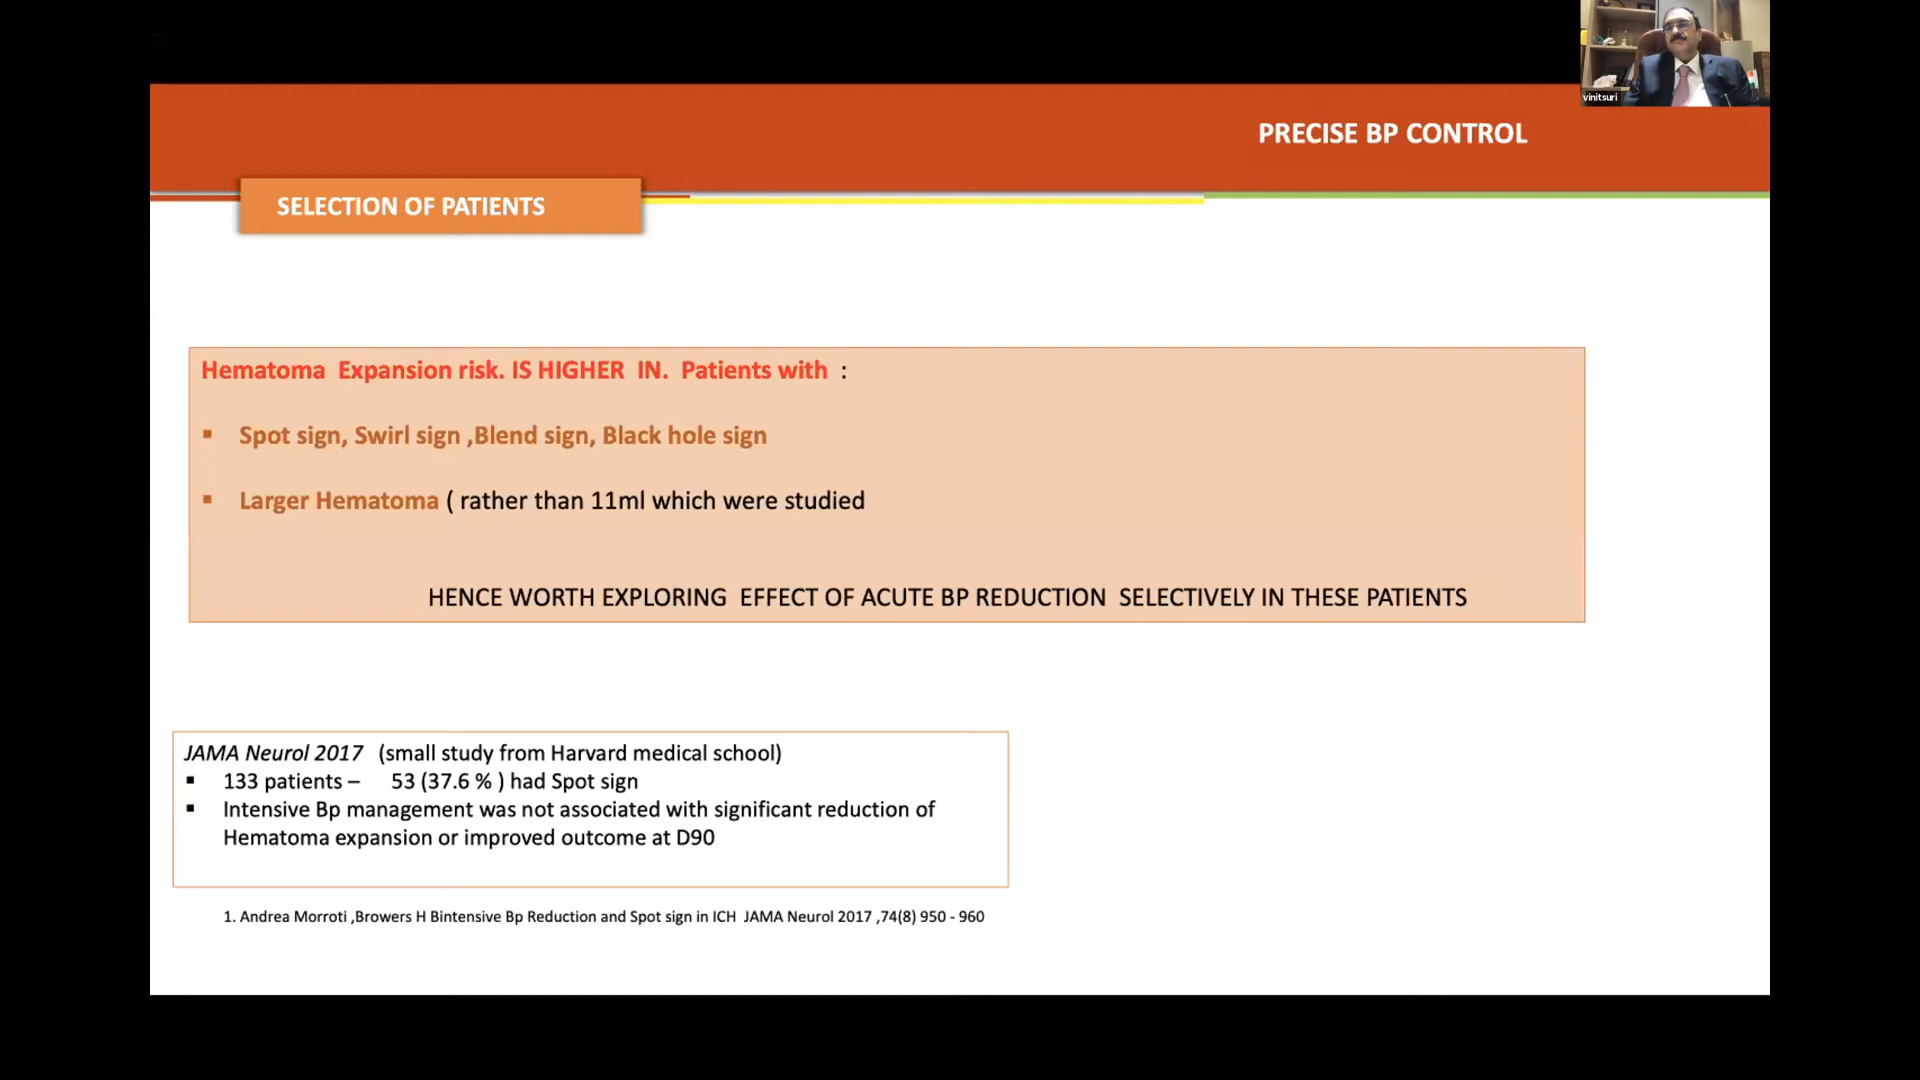 vinitsuri
PRECISE BP CONTROL
SELECTION OF PATIENTS
Hematoma Expansion risk. IS HIGHER IN. Patients with :
▪ Spot sign, Swirl sign ,Blend sign, Black hole sign
▪ Larger Hematoma ( rather than 11ml which were studied
HENCE WORTH EXPLORING EFFECT OF ACUTE BP REDUCTION SELECTIVELY IN THESE PATIENTS
JAMA Neurol 2017 (small study from Harvard medical school)
▪ 133 patients – 53 (37.6 % ) had Spot sign
▪ Intensive Bp management was not associated with significant reduction of
Hematoma expansion or improved outcome at D90
1. Andrea Morroti ,Browers H Bintensive Bp Reduction and Spot sign in ICH JAMA Neurol 2017 ,74(8) 950 - 960